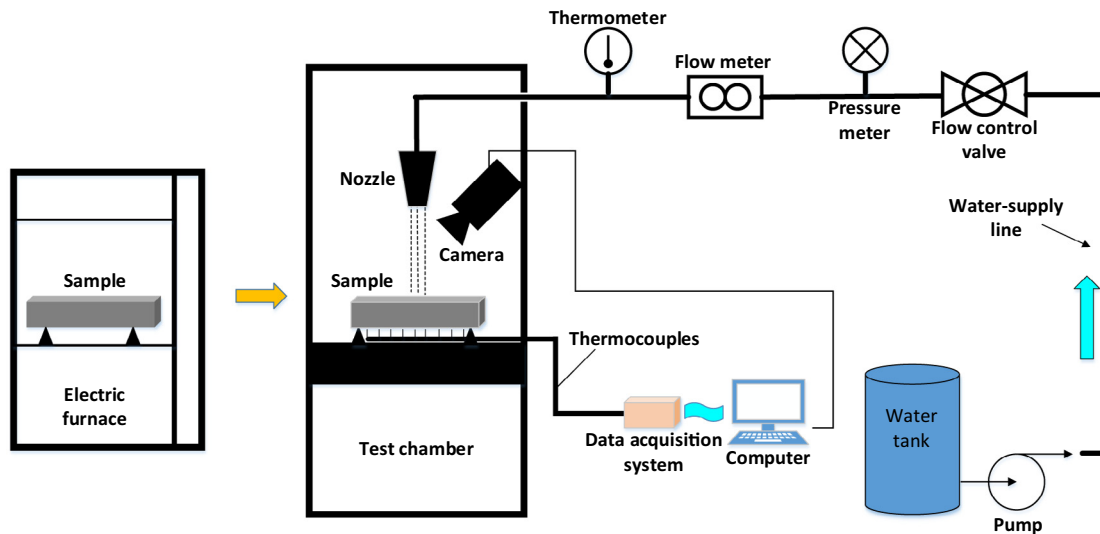 Thermometer
Flow meter
Pressure
meter
Flow control
valve
Nozzle
Water-supply
line
Camera
Sample
Sample
Thermocouples
Electric
furnace
Water
tank
Test chamber
Data acquisition
system
Computer
Pump